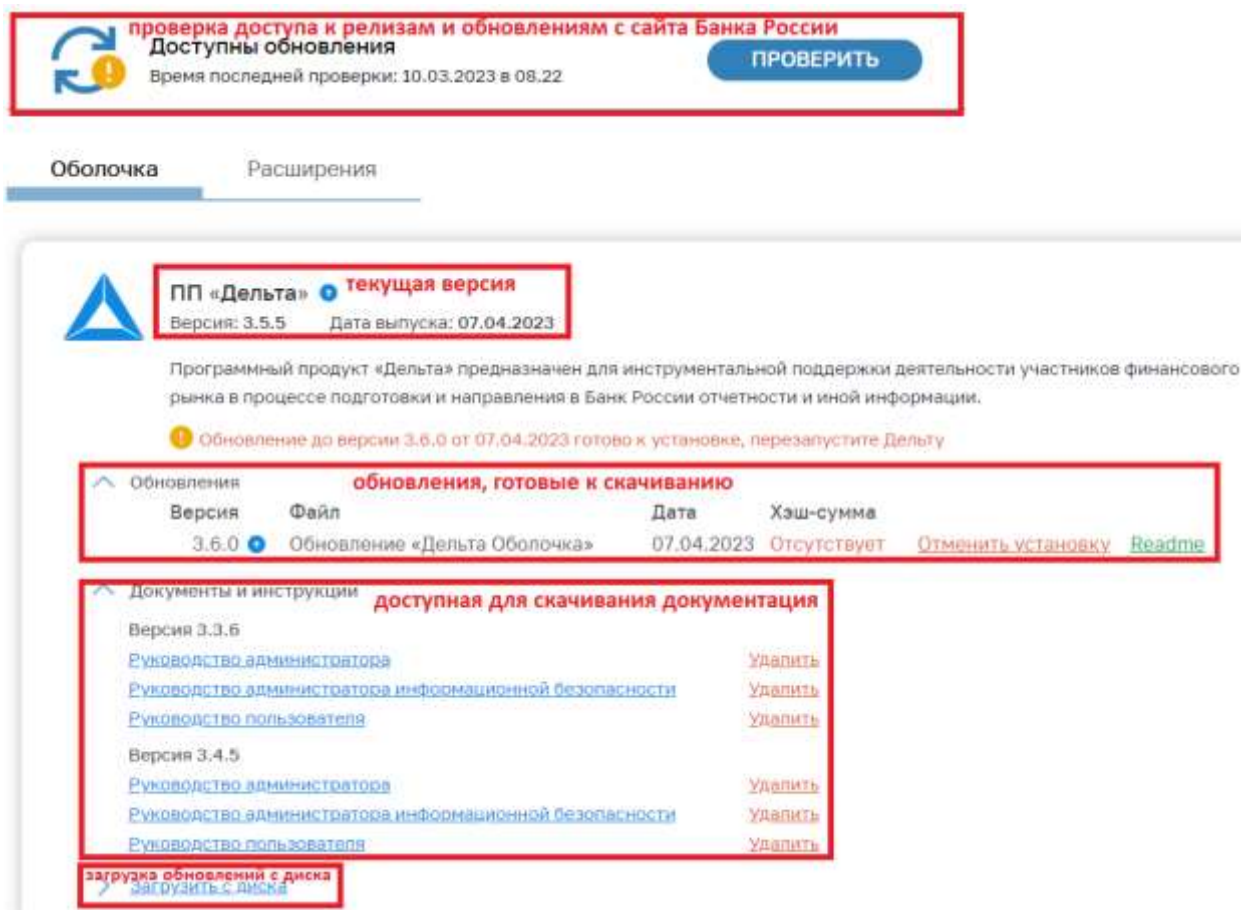 проверка доступа к релизам и обновлениям с сайта Банка России
Доступны обновления
Время последней проверки: 10.03.2023 в 08.22
ПРОВЕРИТЬ
Оболочка Расширения
ПП «Дельта» текущая версия
Версия: 3.5.5 Дата выпуска: 07.04.2023
Программный продукт «Дельта» предназначен для инструментальной поддержки деятельности участников финансового
рынка в процессе подготовки и направления в Банк России отчетности и иной информации.
Обновление до версии 3.6.0 от 07.04.2023 готово к установке, перезапустите Дельту
Обновления обновления, готовые к скачиванию
Версия Файл Дата Хэш-сумма
3.6.0 Обновление «Дельта Оболочка» 07.04.2023 Отсутствует Отменить установку Readme
Документы и инструкции доступная для скачивания документация
Версия 3.3.6
Руководство администратора Удалить
Руководство администратора информационной безопасности Удалить
Руководство пользователя Удалить
Версия 3.4.5
Руководство администратора Удалить
Руководство администратора информационной безопасности Удалить
Руководство пользователя Удалить
загрузка обновлений с диска
Загрузить с диска